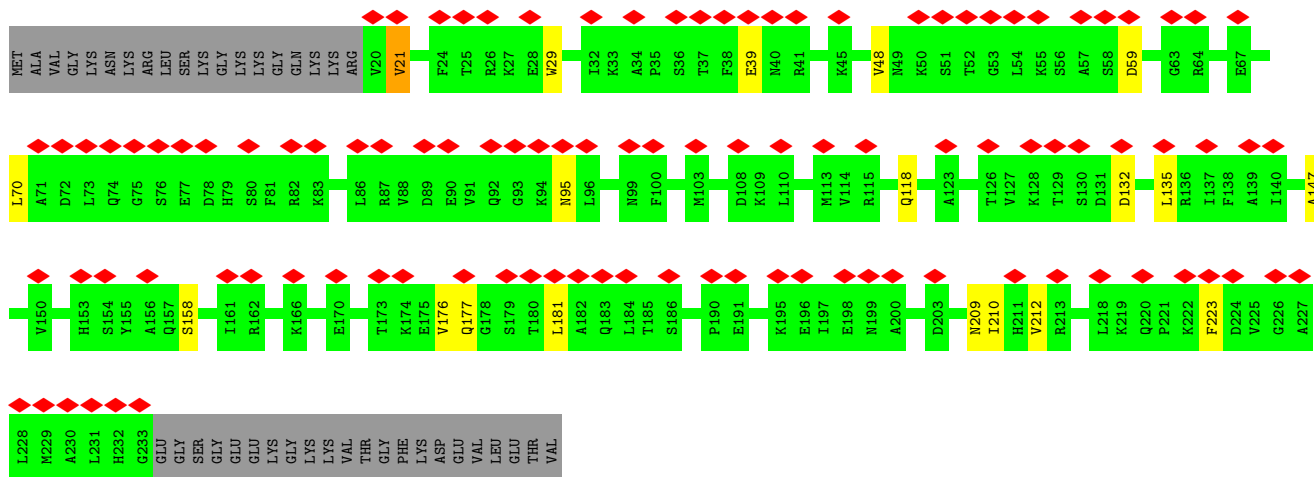 MET ALA VAL GLY LYS ASN LYS ARG LEU SER LYS GLY LYS LYS GLY GLN LYS LYS ARG V20 V21 F24 T25 R26 K27 E28 W29 I32 K33 A34 P35 S36 T37 F38 E39 N40 R41 K45 V48 N49 K50 S51 T52 G53 L54 K55 S56 A57 S58 D59 G63 R64 E67
L70 A71 D72 L73 Q74 G75 S76 E77 D78 H79 S80 F81 R82 K83 L86 R87 V88 D89 E90 V91 Q92 G93 K94 N95 L96 N99 F100 M103 D108 K109 L110 M113 V114 R115 Q118 A123 T126 V127 K128 T129 S130 D131 D132 L135 R136 I137 F138 A139 I140 A147
V150 H153 S154 Y155 A156 Q157 S158 I161 R162 K166 E170 T173 K174 E175 V176 Q177 G178 S179 T180 L181 A182 Q183 L184 T185 S186 P190 E191 K195 E196 I197 E198 N199 A200 D203 N209 I210 H211 V212 R213 L218 K219 Q220 P221 K222 F223 D224 V225 G226 A227
L228 M229 A230 L231 H232 G233 GLU GLY SER GLY GLU GLU LYS GLY LYS LYS VAL THR GLY PHE LYS ASP GLU VAL LEU GLU THR VAL